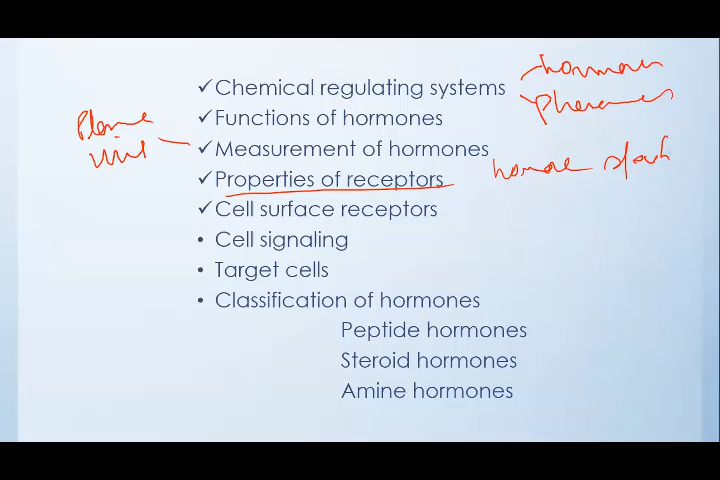 ✓ Chemical regulating systems
hormones
✓ Functions of hormones
✓ Measurement of hormones
✓ Properties of receptors
✓ Cell surface receptors
• Cell signaling
• Target cells
• Classification of hormones
Peptide hormones
Steroid hormones
Amine hormones